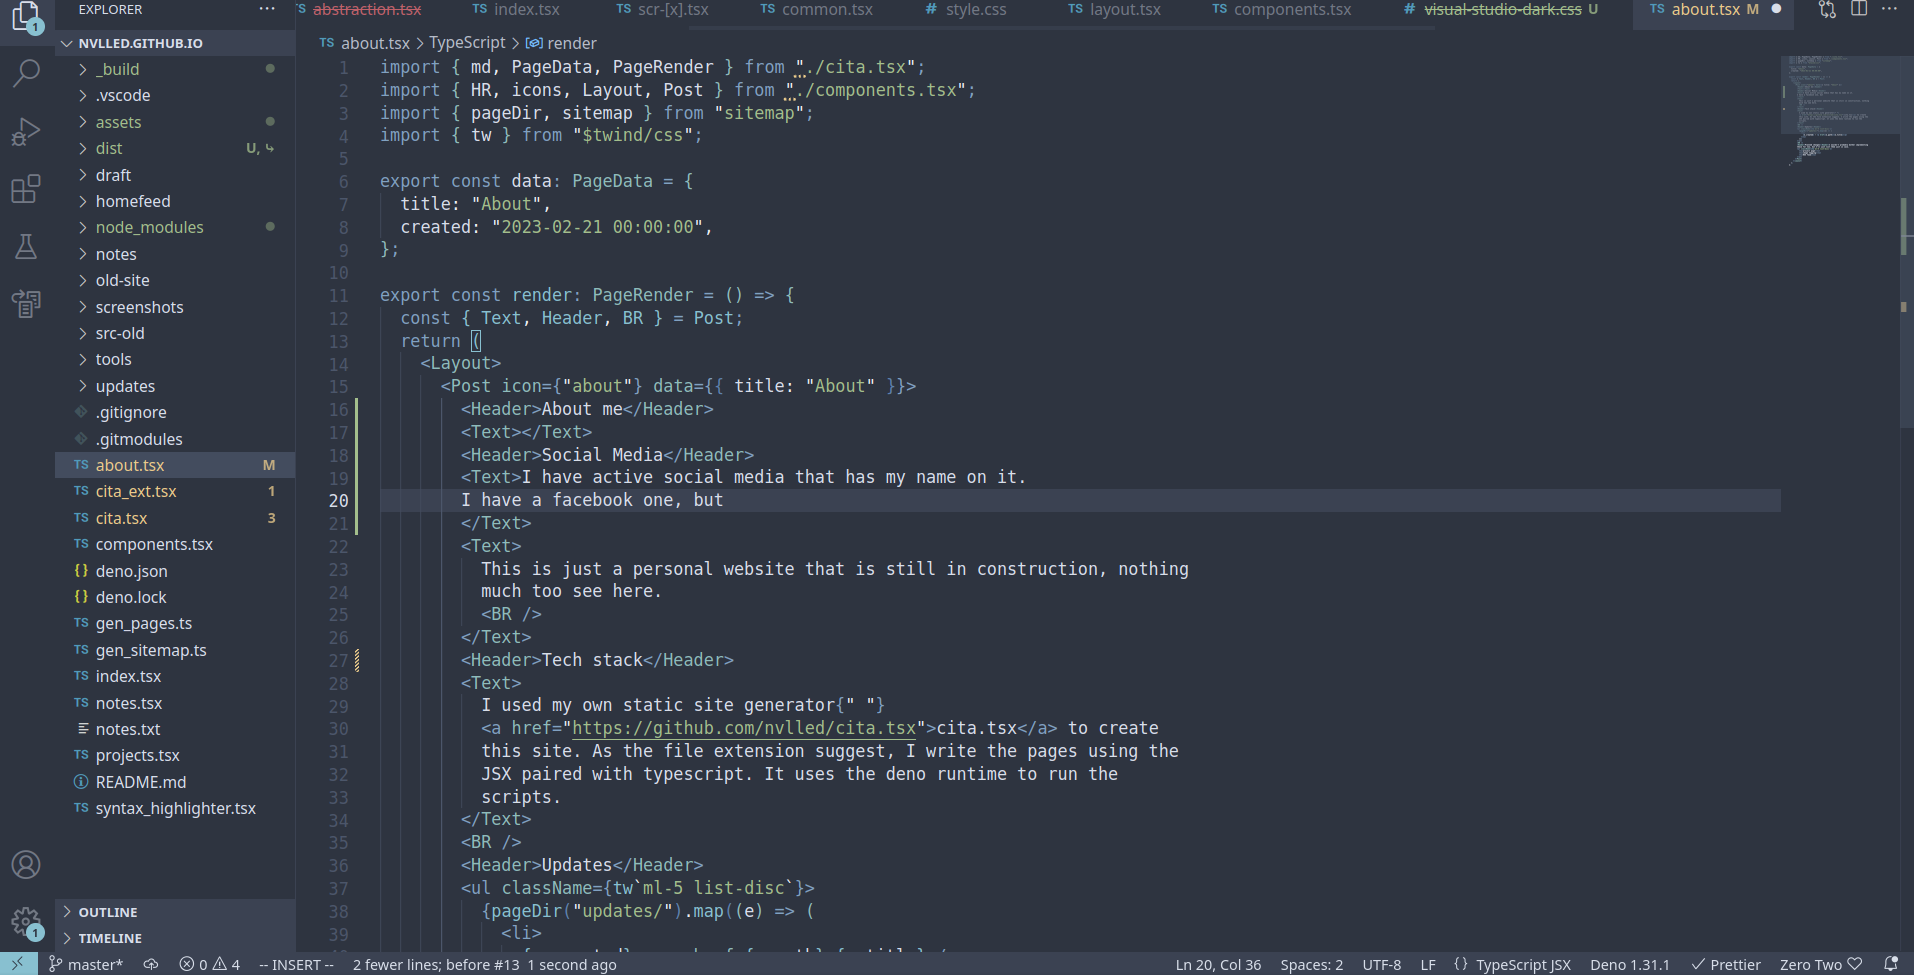 EXPLORER ···
abstraction.tsx
TS index.tsx
TS scr-[x].tsx
TS common.tsx
# style.css
TS layout.tsx
TS components.tsx
# visual-studio-dark.css U
TS about.tsx M
NVLLED.GITHUB.IO
_build
.vscode
assets
dist U,
draft
homefeed
node_modules
notes
old-site
screenshots
src-old
tools
updates
.gitignore
.gitmodules
TS about.tsx M
TS cita_ext.tsx 1
TS cita.tsx 3
TS components.tsx
{} deno.json
{} deno.lock
TS gen_pages.ts
TS gen_sitemap.ts
TS index.tsx
TS notes.tsx
notes.txt
TS projects.tsx
README.md
TS syntax_highlighter.tsx
OUTLINE
TIMELINE
1
1
TS about.tsx > TypeScript > render
1 import { md, PageData, PageRender } from "./cita.tsx";
2 import { HR, icons, Layout, Post } from "./components.tsx";
3 import { pageDir, sitemap } from "sitemap";
4 import { tw } from "$twind/css";
5
6 export const data: PageData = {
7 title: "About",
8 created: "2023-02-21 00:00:00",
9 };
10
11 export const render: PageRender = () => {
12 const { Text, Header, BR } = Post;
13 return (
14 <Layout>
15 <Post icon={"about"} data={{ title: "About" }}>
16 <Header>About me</Header>
17 <Text></Text>
18 <Header>Social Media</Header>
19 <Text>I have active social media that has my name on it.
20 I have a facebook one, but
21 </Text>
22 <Text>
23 This is just a personal website that is still in construction, nothing
24 much too see here.
25 <BR />
26 </Text>
27 <Header>Tech stack</Header>
28 <Text>
29 I used my own static site generator{" "}
30 <a href="https://github.com/nvlled/cita.tsx">cita.tsx</a> to create
31 this site. As the file extension suggest, I write the pages using the
32 JSX paired with typescript. It uses the deno runtime to run the
33 scripts.
34 </Text>
35 <BR />
36 <Header>Updates</Header>
37 <ul className={tw`ml-5 list-disc`}>
38 {pageDir("updates/").map((e) => (
39 <li>
master* 0 4 -- INSERT -- 2 fewer lines; before #13 1 second ago Ln 20, Col 36 Spaces: 2 UTF-8 LF {} TypeScript JSX Deno 1.31.1 Prettier Zero Two